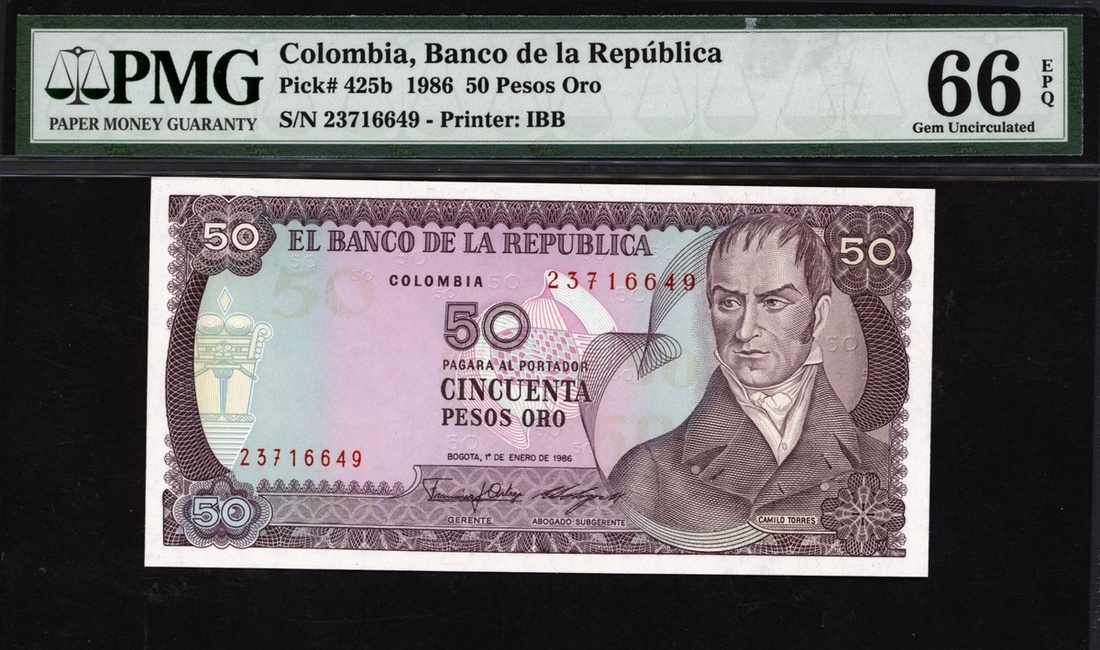 PMG
PAPER MONEY GUARANTY
Colombia, Banco de la República
Pick# 425b 1986 50 Pesos Oro
S/N 23716649 - Printer: IBB
66 EPQ
Gem Uncirculated
50
EL BANCO DE LA REPUBLICA
50
COLOMBIA
23716649
50
PAGARA AL PORTADOR
CINCUENTA
PESOS ORO
23716649
BOGOTA, 1º DE ENERO DE 1986
50
GERENTE
ABOGADO SUBGERENTE
CAMILO TORRES